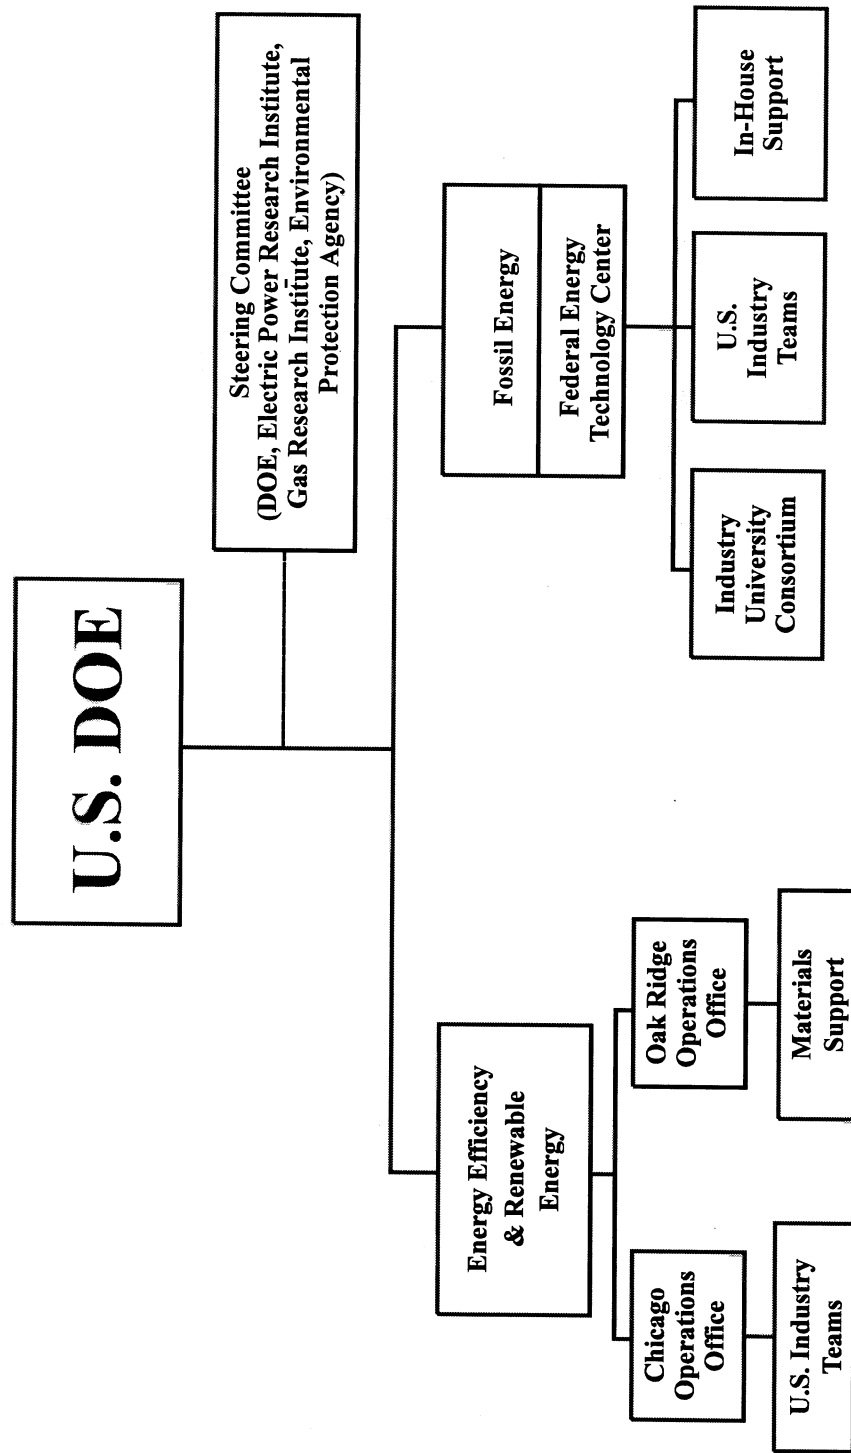 U.S. DOE
Steering Committee
(DOE, Electric Power Research Institute,
Gas Research Institute, Environmental
Protection Agency)
Energy Efficiency
& Renewable
Energy
Fossil Energy
Federal Energy
Technology Center
Chicago
Operations
Office
Oak Ridge
Operations
Office
Industry
University
Consortium
U.S.
Industry
Teams
In-House
Support
U.S. Industry
Teams
Materials
Support